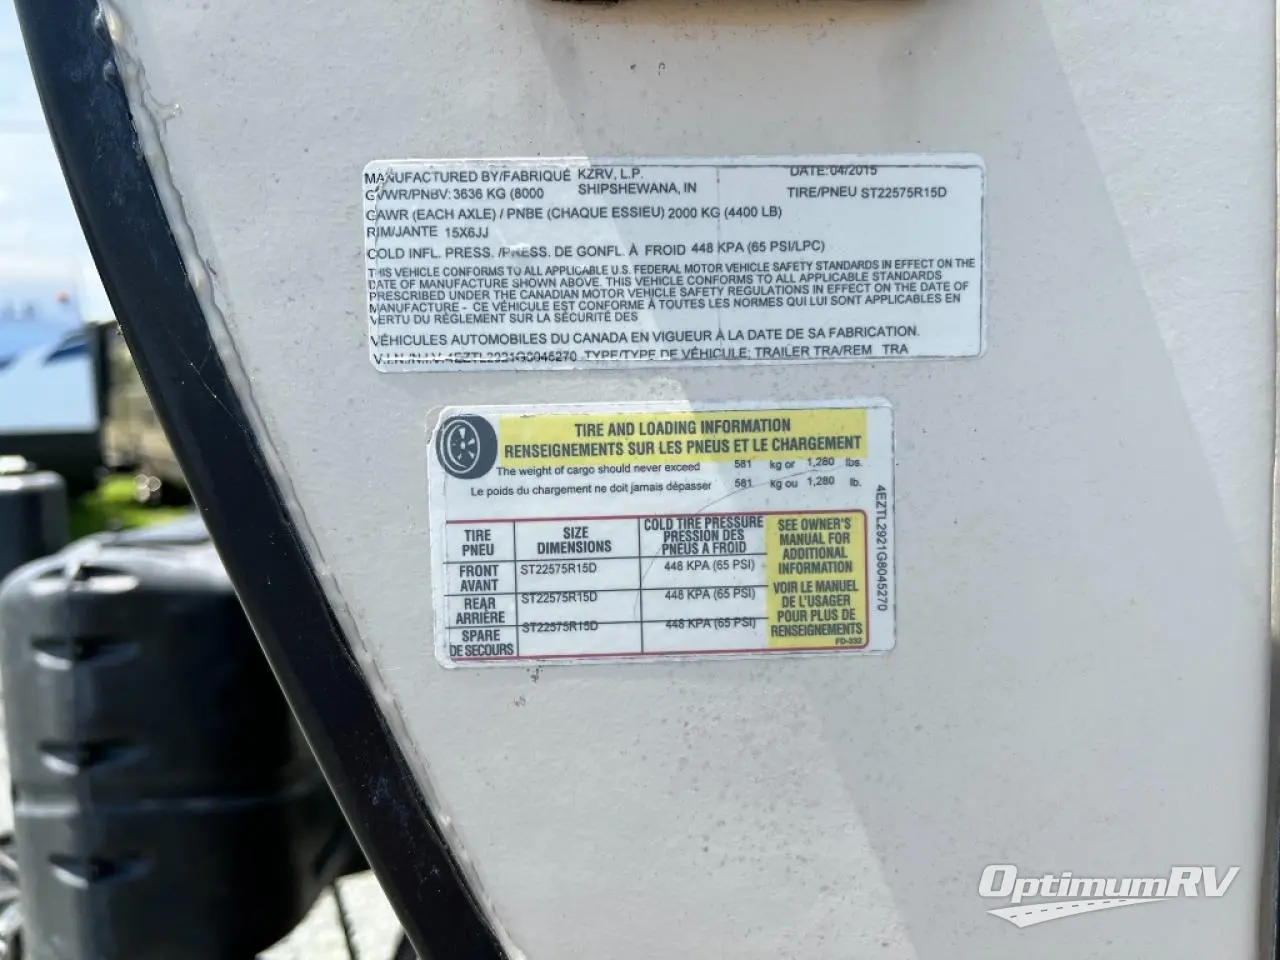 MANUFACTURED BY/FABRIQUÉ KZRV, L.P. DATE:04/2015
GVWR/PNBV: 3636 KG (8000 SHIPSHEWANA, IN TIRE/PNEU ST22575R15D
GAWR (EACH AXLE) / PNBE (CHAQUE ESSIEU) 2000 KG (4400 LB)
RIM/JANTE 15X6JJ
COLD INFL. PRESS. /PRESS. DE GONFL. À FROID 448 KPA (65 PSI/LPC)
THIS VEHICLE CONFORMS TO ALL APPLICABLE U.S. FEDERAL MOTOR VEHICLE SAFETY STANDARDS IN EFFECT ON THE
DATE OF MANUFACTURE SHOWN ABOVE. THIS VEHICLE CONFORMS TO ALL APPLICABLE STANDARDS
PRESCRIBED UNDER THE CANADIAN MOTOR VEHICLE SAFETY REGULATIONS IN EFFECT ON THE DATE OF
MANUFACTURE - CE VÉHICULE EST CONFORME À TOUTES LES NORMES QUI LUI SONT APPLICABLES EN
VERTU DU RÈGLEMENT SUR LA SÉCURITÉ DES
VÉHICULES AUTOMOBILES DU CANADA EN VIGUEUR À LA DATE DE SA FABRICATION.
V.I.N./N.I.V. 4EZTL2921G8045270 TYPE/TYPE DE VÉHICULE: TRAILER TRA/REM TRA
TIRE AND LOADING INFORMATION
RENSEIGNEMENTS SUR LES PNEUS ET LE CHARGEMENT
The weight of cargo should never exceed 581 kg or 1,280 lbs.
Le poids du chargement ne doit jamais dépasser 581 kg ou 1,280 lb.
TIRE
PNEU
SIZE
DIMENSIONS
COLD TIRE PRESSURE
PRESSION DES
PNEUS A FROID
FRONT
AVANT
ST22575R15D
448 KPA (65 PSI)
REAR
ARRIÈRE
ST22575R15D
448 KPA (65 PSI)
SPARE
DE SECOURS
ST22575R15D
448 KPA (65 PSI)
SEE OWNER'S
MANUAL FOR
ADDITIONAL
INFORMATION
VOIR LE MANUEL
DE L'USAGER
POUR PLUS DE
RENSEIGNEMENTS
FD-332
4EZTL2921G8045270
OptimumRV